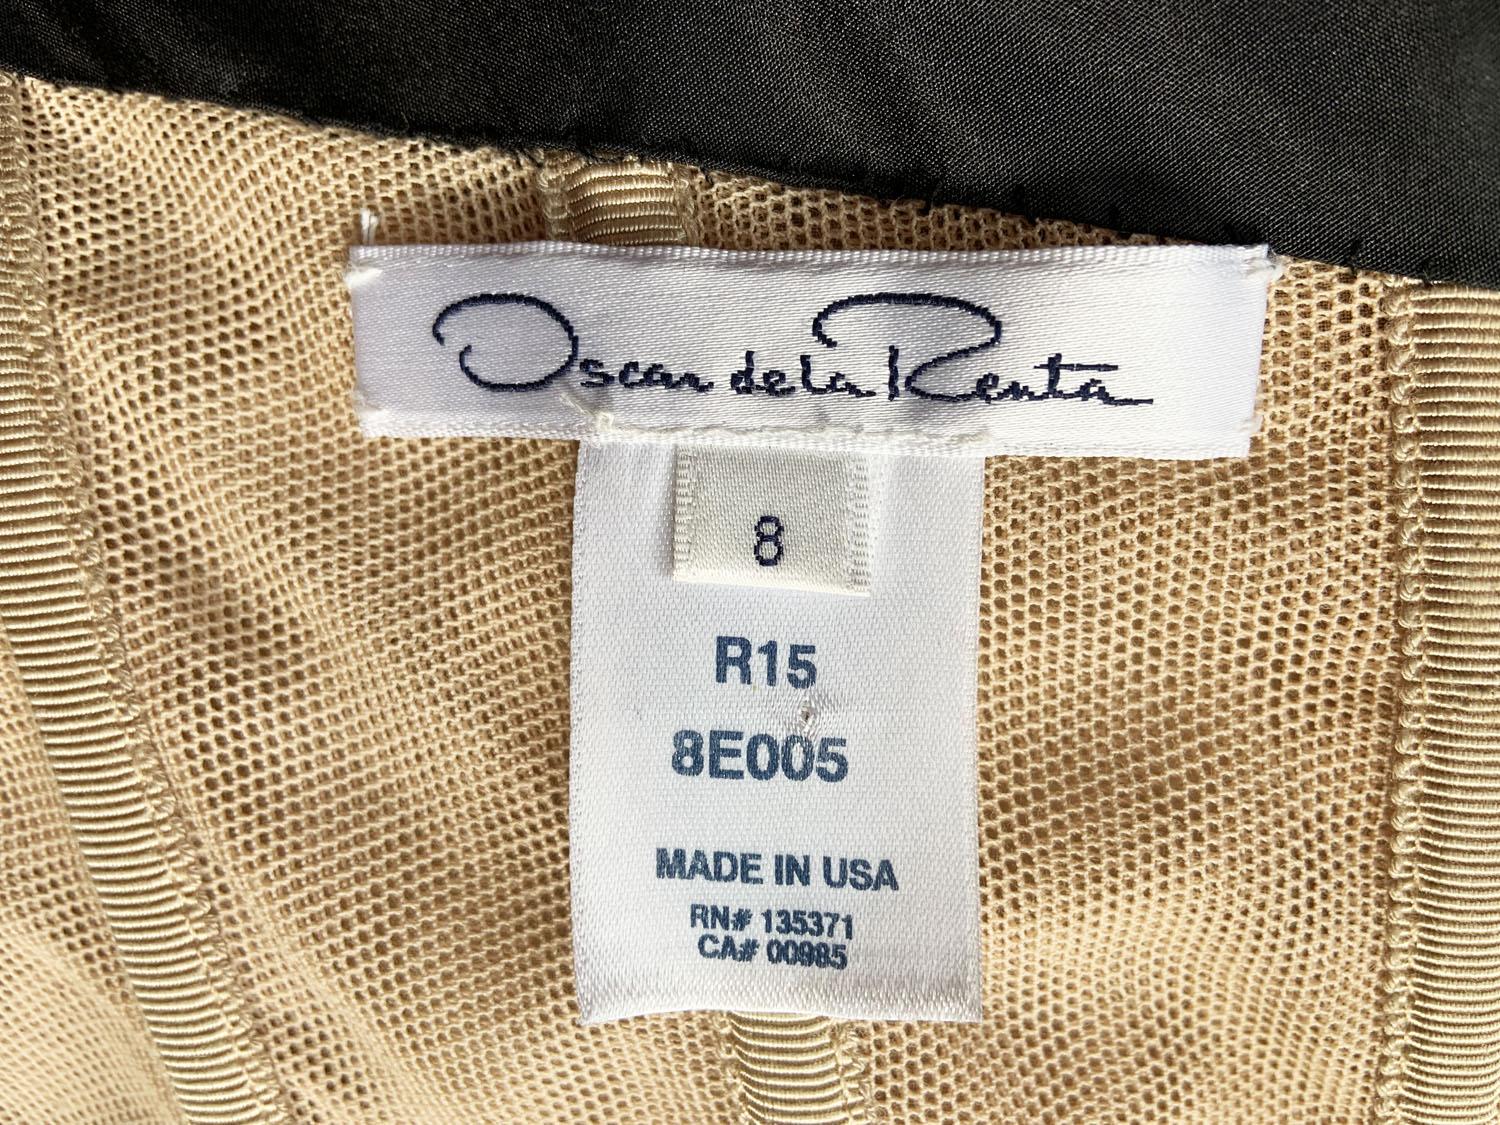 Oscar de la Renta
8
R15
8E005
MADE IN USA
RN# 135371
CA# 00985